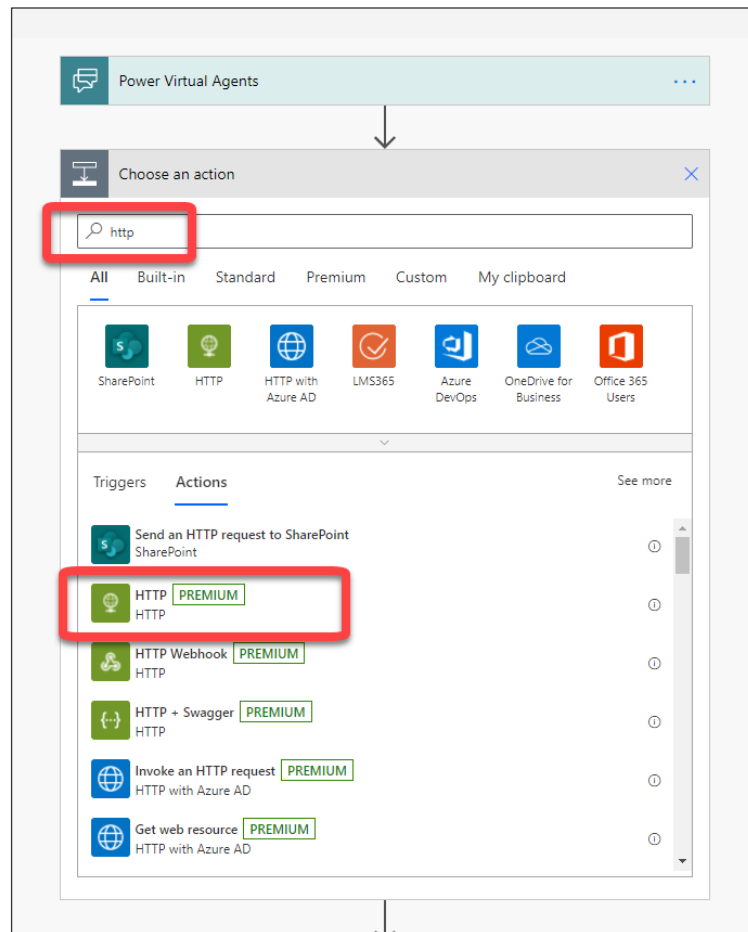 Power Virtual Agents
Choose an action
http
All Built-in Standard Premium Custom My clipboard
SharePoint HTTP HTTP with Azure AD LMS365 Azure DevOps OneDrive for Business Office 365 Users
Triggers Actions See more
Send an HTTP request to SharePoint
SharePoint
HTTP PREMIUM
HTTP
HTTP Webhook PREMIUM
HTTP
HTTP + Swagger PREMIUM
HTTP
Invoke an HTTP request PREMIUM
HTTP with Azure AD
Get web resource PREMIUM
HTTP with Azure AD